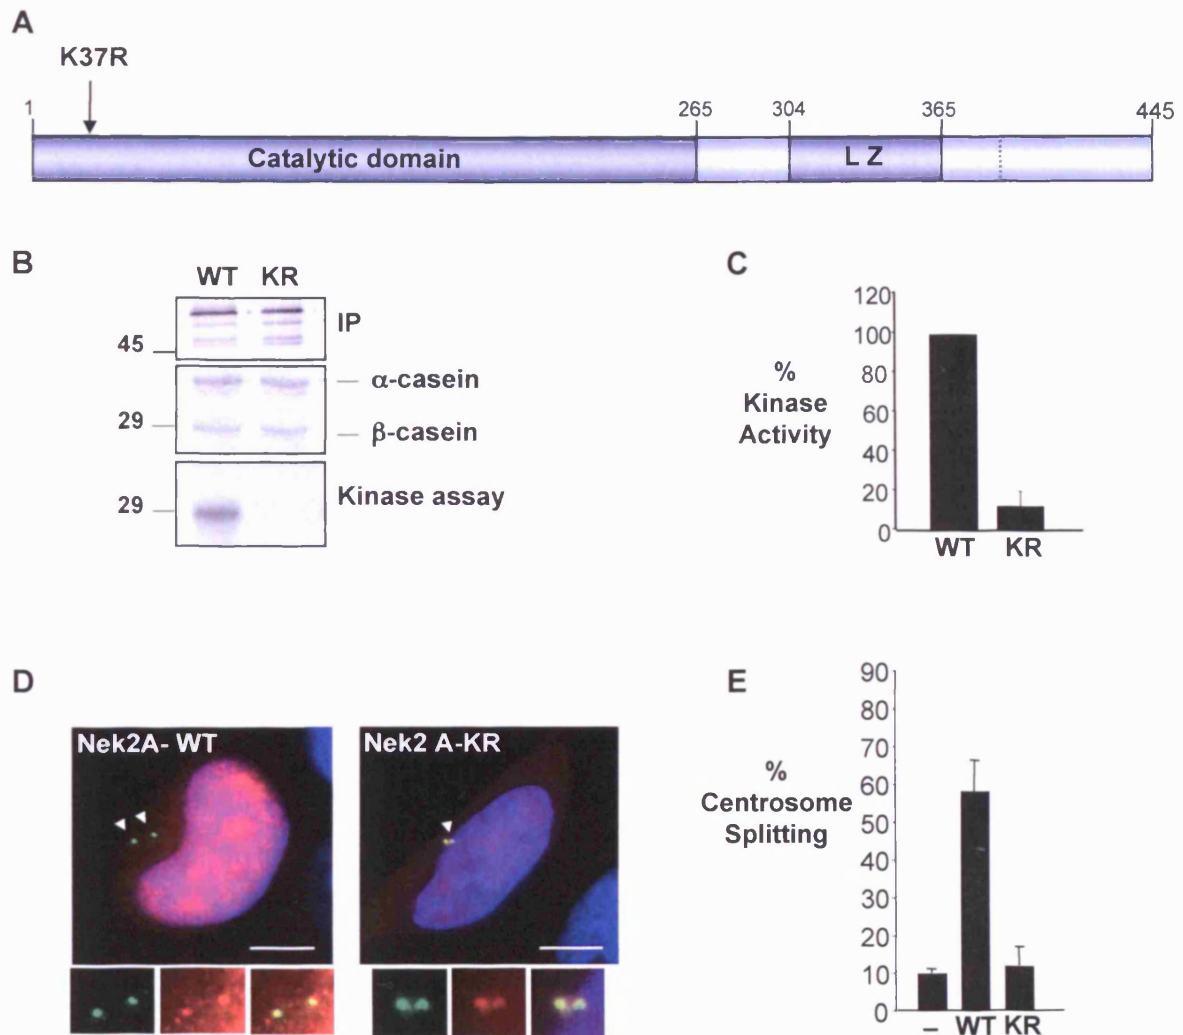 A
K37R
1 265 304 365 445
Catalytic domain L Z
B
WT KR
IP
45
α-casein
29
β-casein
29
Kinase assay
C
120
100
80
60
40
20
0
%
Kinase
Activity
WT KR
D
Nek2A- WT
Nek2 A-KR
E
90
80
70
60
50
40
30
20
10
0
%
Centrosome
Splitting
– WT KR